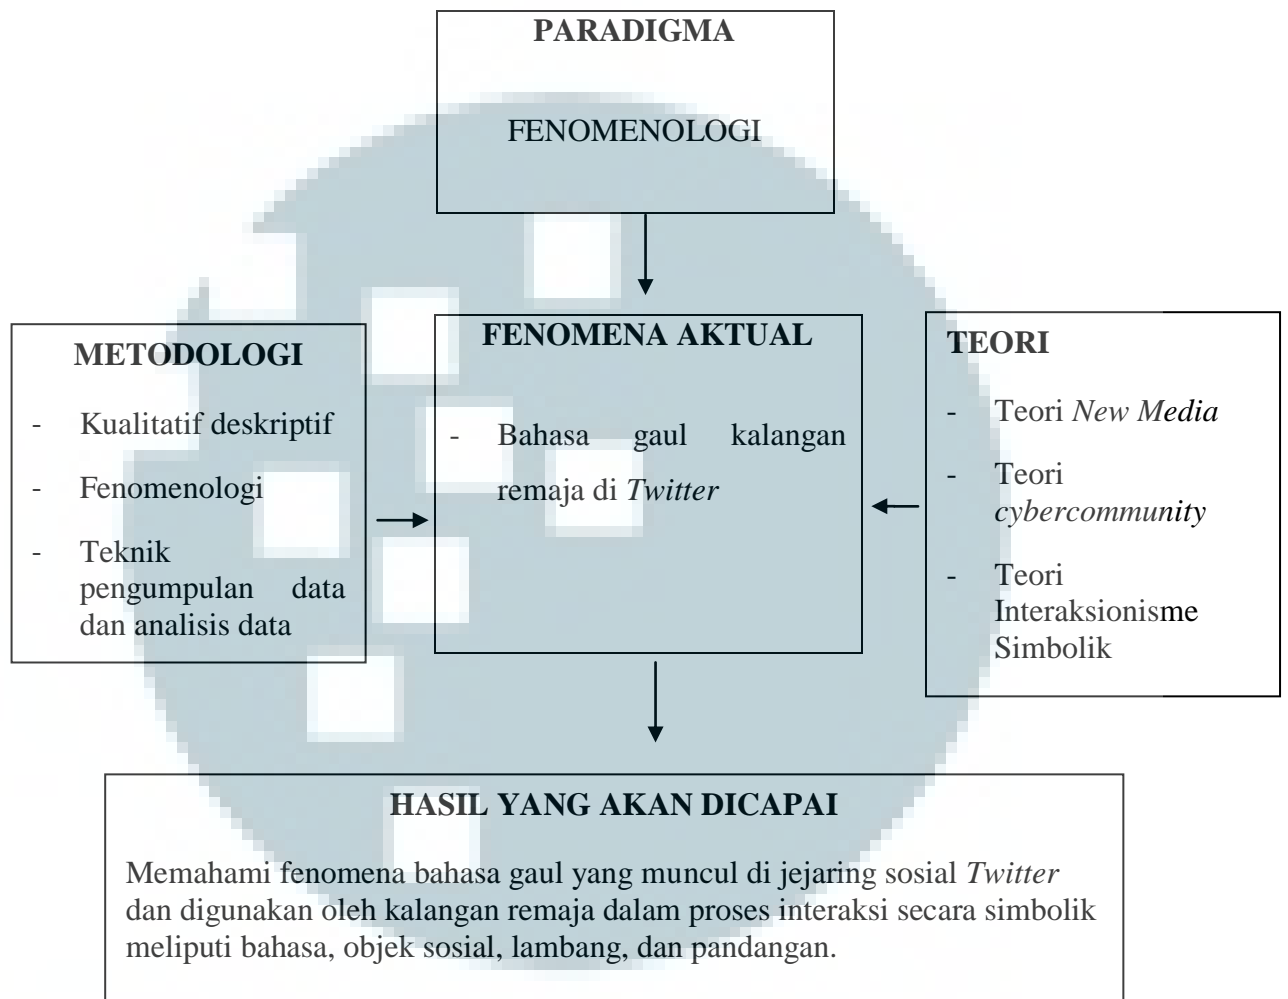 PARADIGMA
FENOMENOLOGI
METODOLOGI
- Kualitatif deskriptif
- Fenomenologi
- Teknik
pengumpulan data
dan analisis data
FENOMENA AKTUAL
- Bahasa gaul kalangan
remaja di Twitter
TEORI
- Teori New Media
- Teori
cybercommunity
- Teori
Interaksionisme
Simbolik
HASIL YANG AKAN DICAPAI
Memahami fenomena bahasa gaul yang muncul di jejaring sosial Twitter
dan digunakan oleh kalangan remaja dalam proses interaksi secara simbolik
meliputi bahasa, objek sosial, lambang, dan pandangan.